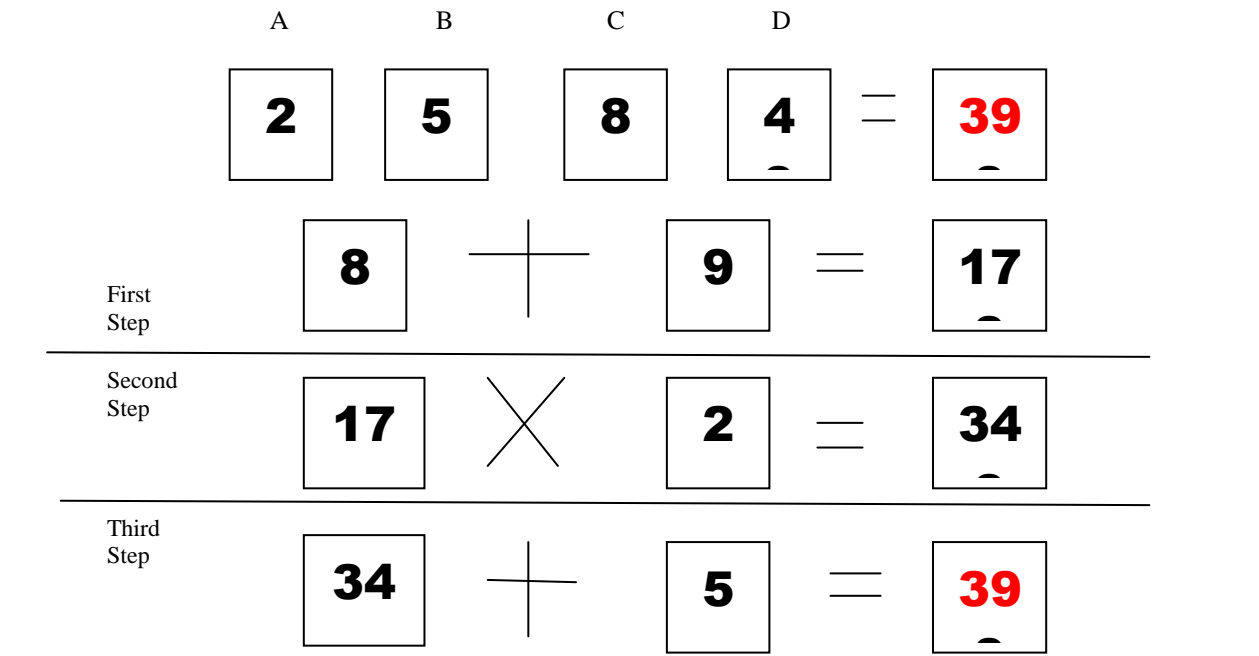 A B C D
2 5 8 4 = 39
8 + 9 = 17
First
Step
Second
Step
17 X 2 = 34
Third
Step
34 + 5 = 39